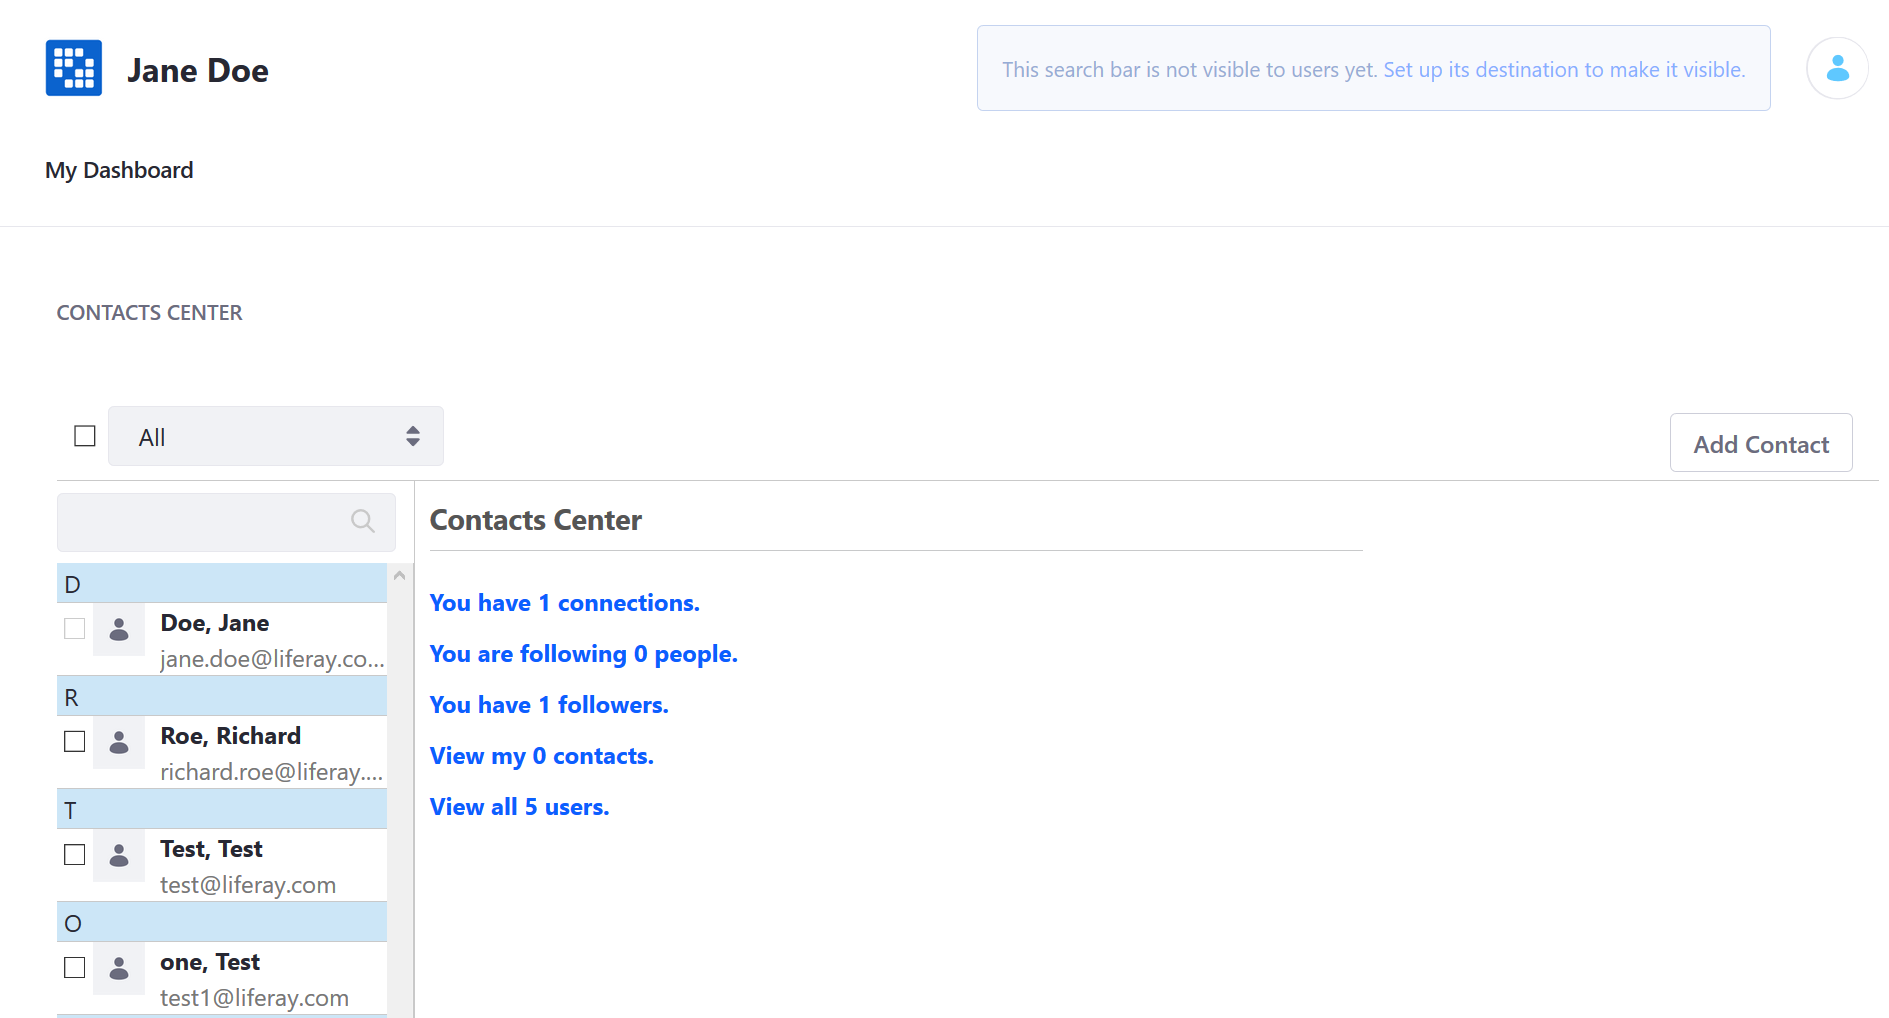 Jane Doe
This search bar is not visible to users yet. Set up its destination to make it visible.
My Dashboard
CONTACTS CENTER
All
Add Contact
Contacts Center
D
Doe, Jane
jane.doe@liferay.co...
R
Roe, Richard
richard.roe@liferay....
T
Test, Test
test@liferay.com
O
one, Test
test1@liferay.com
You have 1 connections.
You are following 0 people.
You have 1 followers.
View my 0 contacts.
View all 5 users.